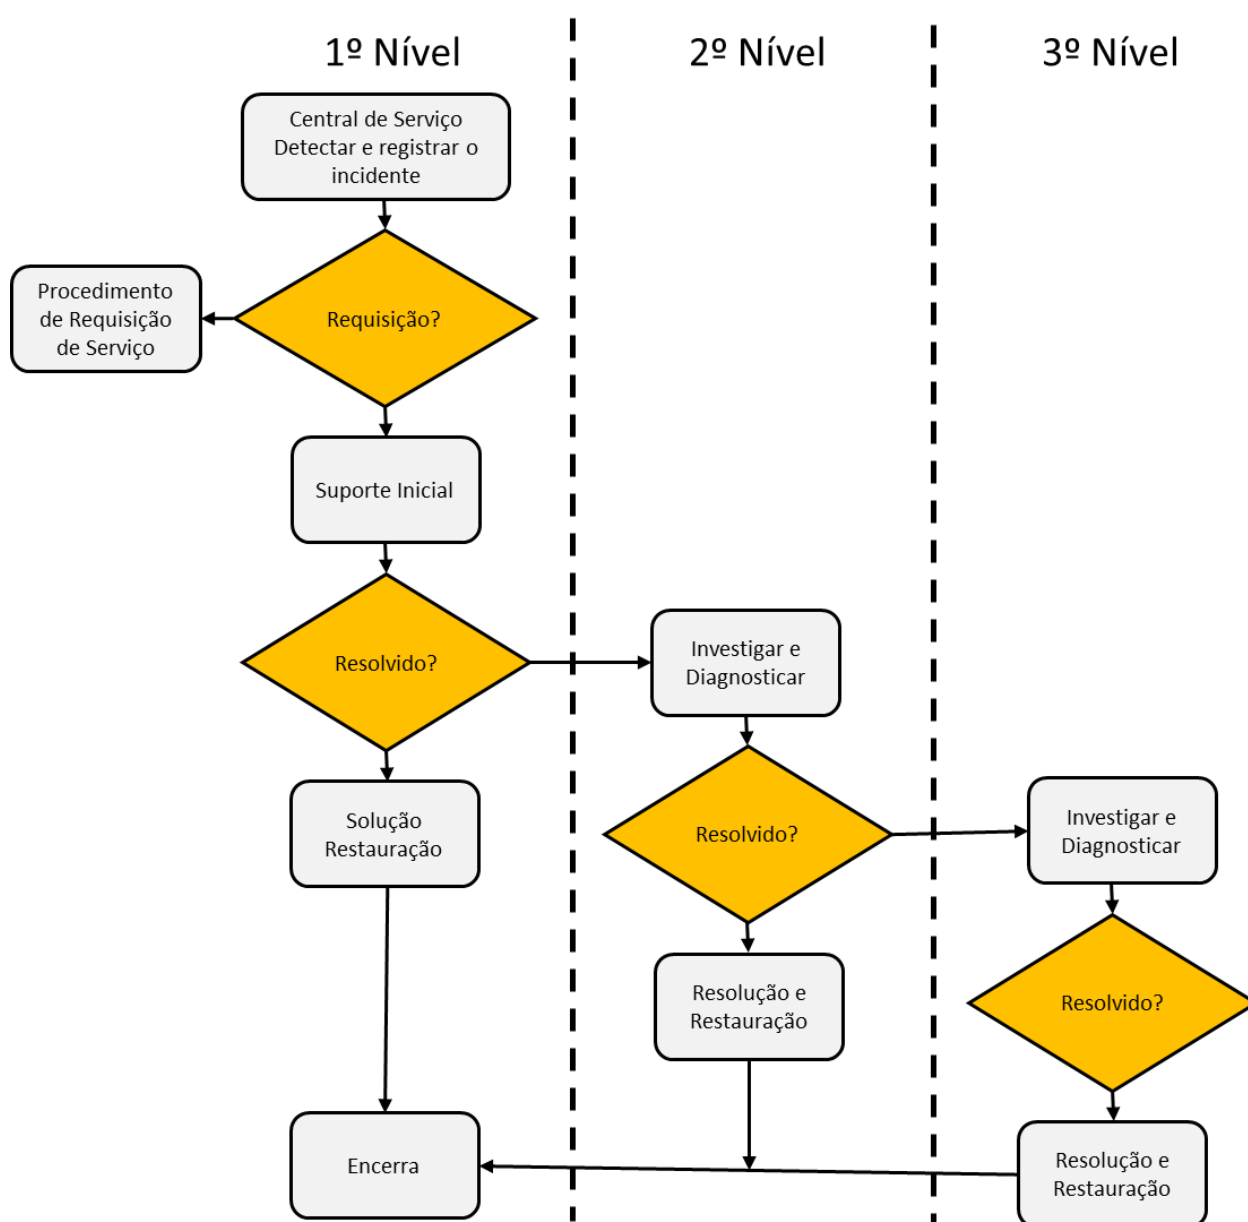 1º Nível
2º Nível
3º Nível
Central de Serviço
Detectar e registrar o
incidente
Procedimento
de Requisição
de Serviço
Requisição?
Suporte Inicial
Resolvido?
Investigar e
Diagnosticar
Solução
Restauração
Resolvido?
Investigar e
Diagnosticar
Resolução e
Restauração
Resolvido?
Encerra
Resolução e
Restauração